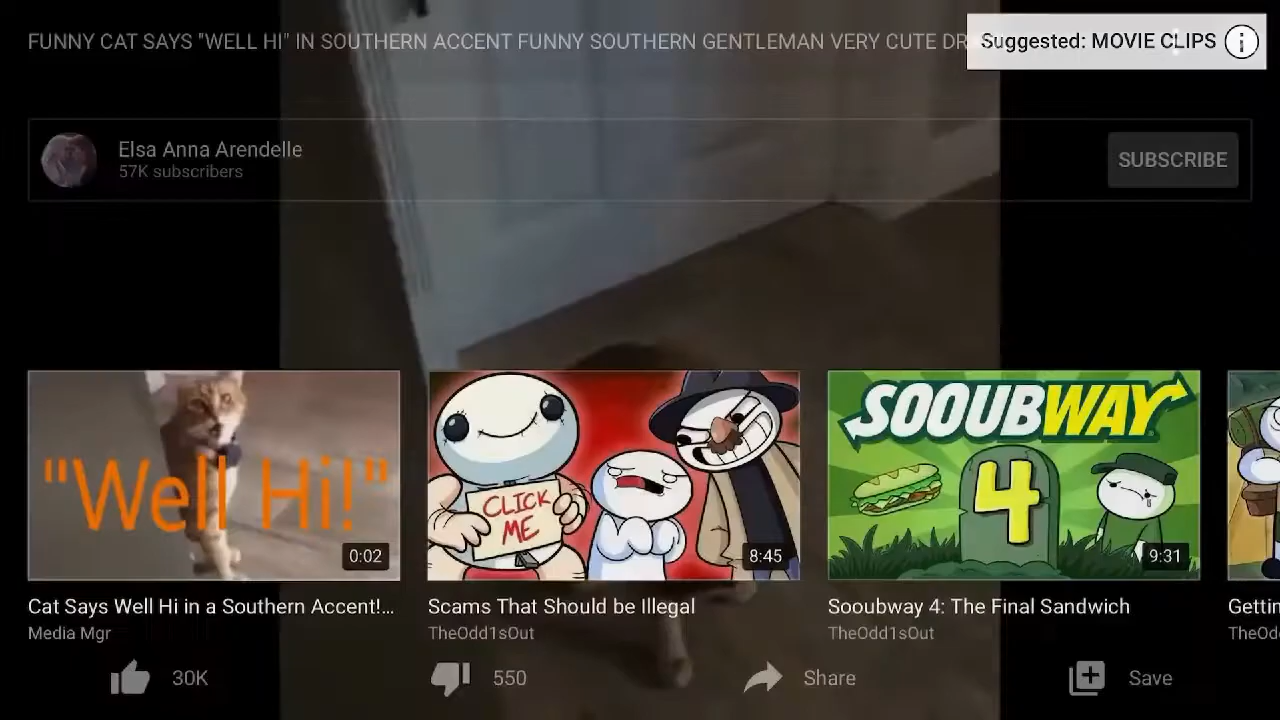 FUNNY CAT SAYS "WELL HI" IN SOUTHERN ACCENT FUNNY SOUTHERN GENTLEMAN VERY CUTE
Suggested: MOVIE CLIPS
Elsa Anna Arendelle
57K subscribers
SUBSCRIBE
"Well Hi!"
0:02
CLICK
ME
8:45
SOOUBWAY
4
9:31
Cat Says Well Hi in a Southern Accent!...
Media Mgr
Scams That Should be Illegal
TheOdd1sOut
Sooubway 4: The Final Sandwich
TheOdd1sOut
30K
550
Share
Save